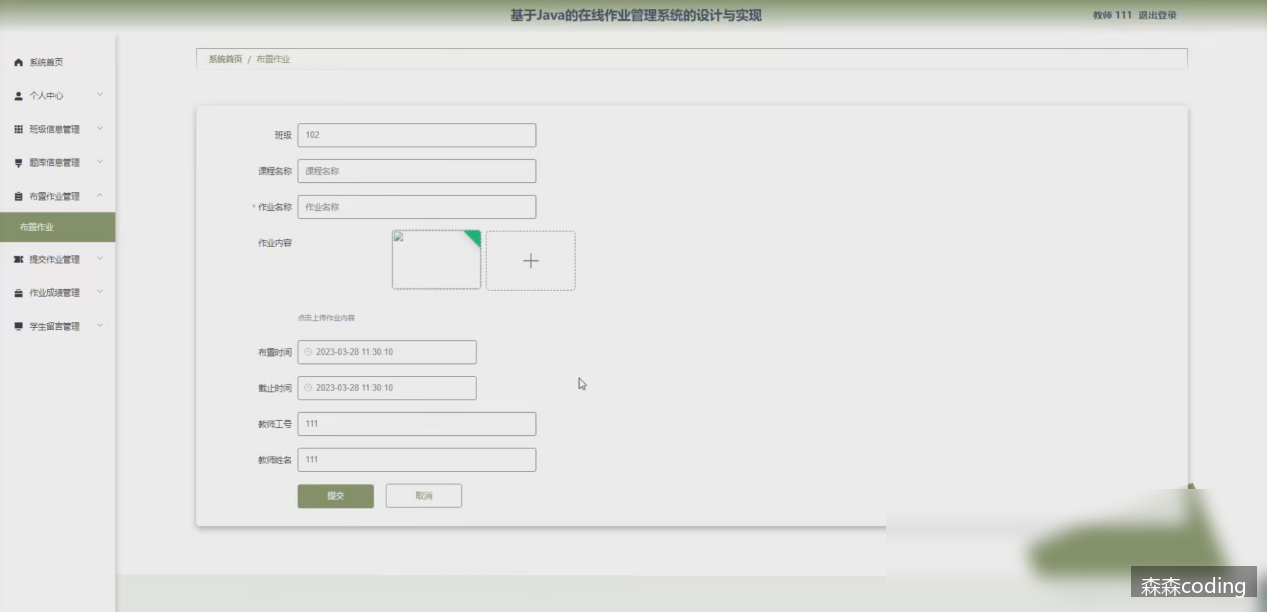 基于Java的在线作业管理系统的设计与实现
教师 111 退出登录
系统首页
个人中心
班级信息管理
题库信息管理
布置作业管理
布置作业
提交作业管理
作业成绩管理
学生留言管理
系统首页 / 布置作业
班级 102
课程名称 课程名称
* 作业名称 作业名称
作业内容
点击上传作业内容
布置时间 2023-03-28 11:30:10
截止时间 2023-03-28 11:30:10
教师工号 111
教师姓名 111
提交 取消
森森coding